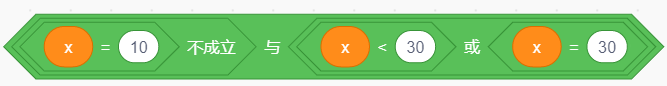 x = 10 不成立 与 x < 30 或 x = 30